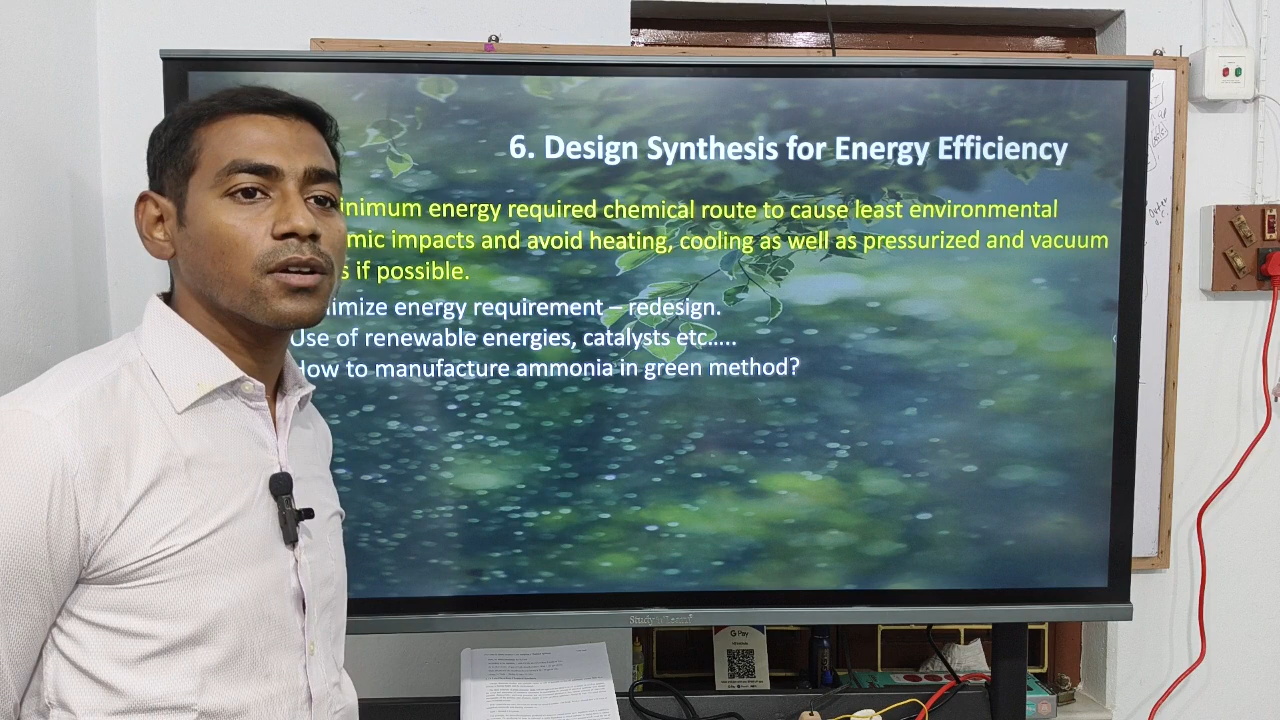 6. Design Synthesis for Energy Efficiency
inimum energy required chemical route to cause least environmental
mic impacts and avoid heating, cooling as well as pressurized and vacuum
s if possible.
imize energy requirement – redesign.
Use of renewable energies, catalysts etc…..
How to manufacture ammonia in green method?
G Pay